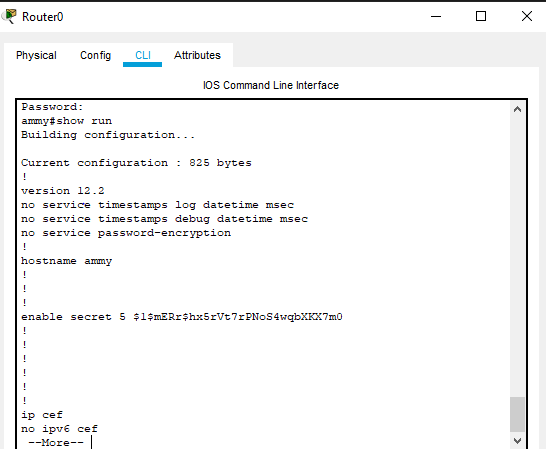 Router0
Physical Config CLI Attributes
IOS Command Line Interface
Password:
ammy#show run
Building configuration...
Current configuration : 825 bytes
!
version 12.2
no service timestamps log datetime msec
no service timestamps debug datetime msec
no service password-encryption
!
hostname ammy
!
!
!
enable secret 5 $1$mERr$hx5rVt7rPNoS4wqbXKX7m0
!
!
!
!
!
!
ip cef
no ipv6 cef
--More--